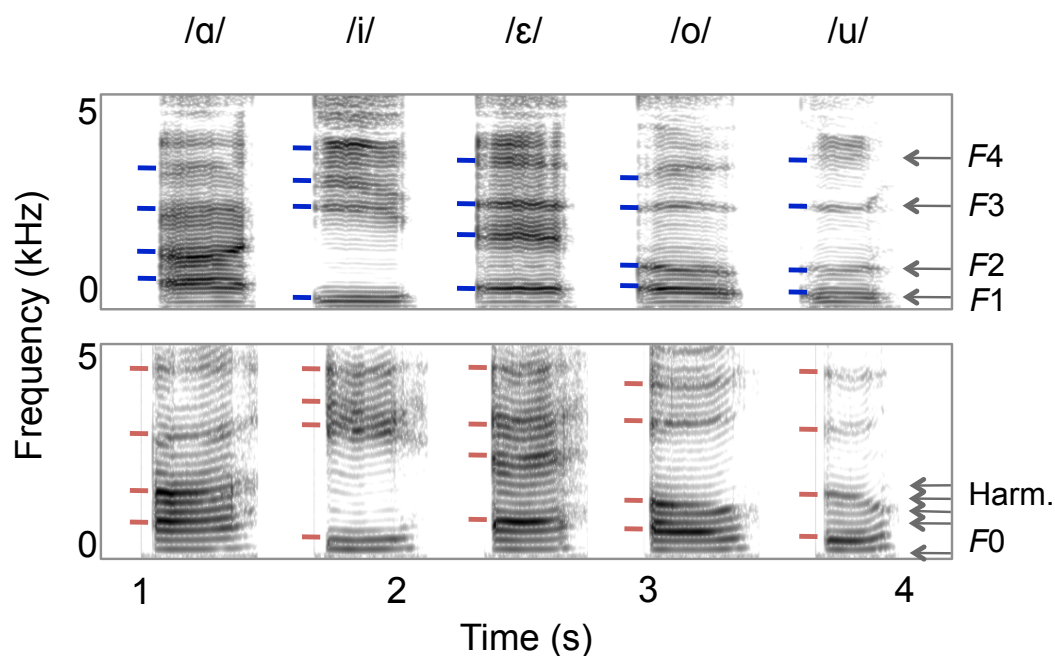 /ɑ/ /i/ /ɛ/ /o/ /u/
5
0
F4
F3
F2
F1
Frequency (kHz)
5
0
Harm.
F0
1 2 3 4
Time (s)